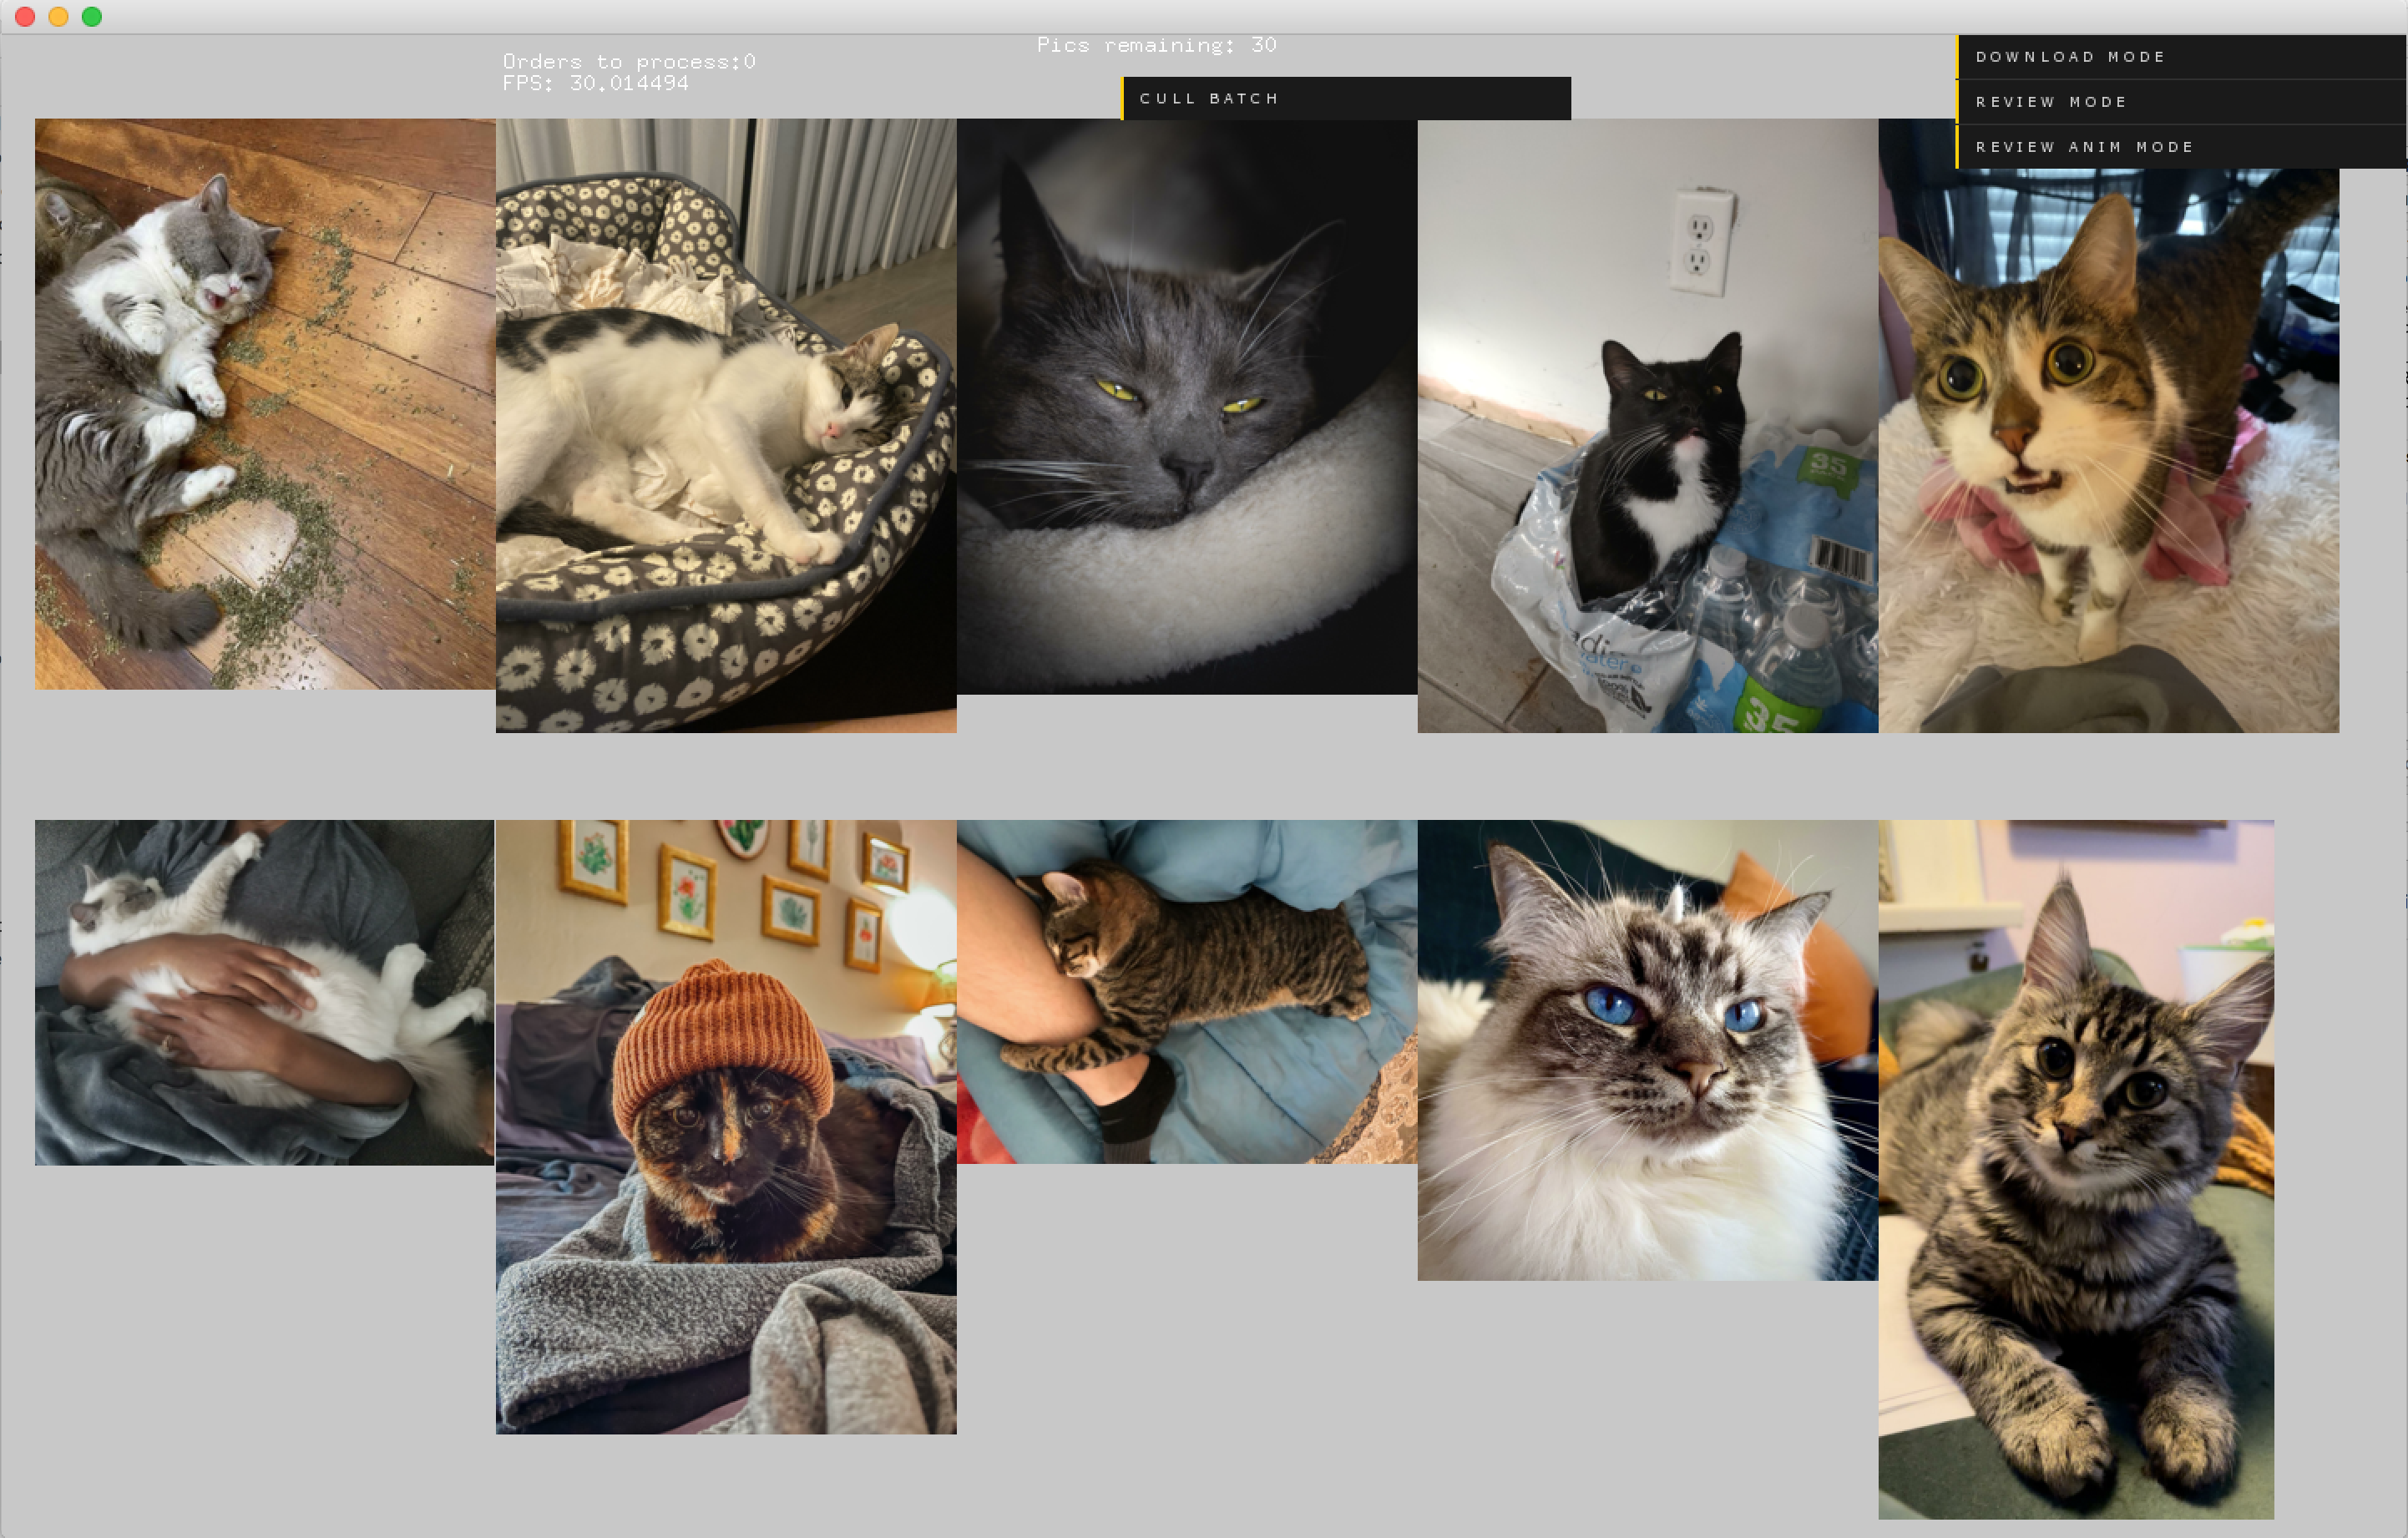 Pics remaining: 30
Orders to process:0
FPS: 30.014494
CULL BATCH
DOWNLOAD MODE
REVIEW MODE
REVIEW ANIM MODE
35
35